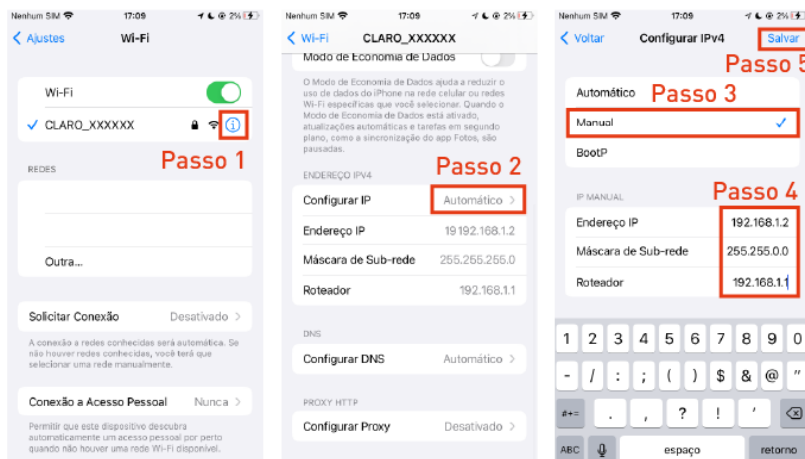 Nenhum SIM 17:09 2%
Ajustes Wi-Fi
Wi-Fi
CLARO_XXXXXX
Passo 1
REDES
Outra...
Solicitar Conexão Desativado
A conexão a redes conhecidas será automática. Se
não houver redes conhecidas, você terá que
selecionar uma rede manualmente.
Conexão a Acesso Pessoal Nunca
Permitir que este dispositivo descubra
automaticamente um acesso pessoal por perto
quando não houver uma rede Wi-Fi disponível.
Nenhum SIM 17:09 2%
Wi-Fi CLARO_XXXXXX
Modo de Economia de Dados
O Modo de Economia de Dados ajuda a reduzir o
uso de dados do iPhone na rede celular ou redes
Wi-Fi específicas que você selecionar. Quando o
Modo de Economia de Dados está ativado,
atualizações automáticas e tarefas em segundo
plano, como a sincronização do app Fotos, são
pausadas.
Passo 2
ENDEREÇO IPV4
Configurar IP Automático
Endereço IP 19192.168.1.2
Máscara de Sub-rede 255.255.255.0
Roteador 192.168.1.1
DNS
Configurar DNS Automático
PROXY HTTP
Configurar Proxy Desativado
Nenhum SIM 17:09 2%
Voltar Configurar IPv4 Salvar
Passo 5
Automático Passo 3
Manual
BootP
Passo 4
IP MANUAL
Endereço IP 192.168.1.2
Máscara de Sub-rede 255.255.0.0
Roteador 192.168.1.1
1 2 3 4 5 6 7 8 9 0
- / : ; ( ) $ & @ "
#+= . , ? ! '
ABC espaço retorno